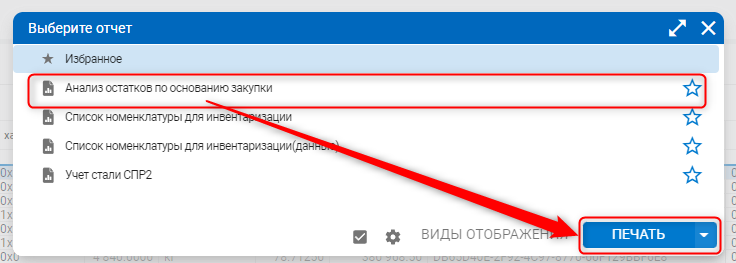 Выберите отчет
Избранное
Анализ остатков по основанию закупки
Список номенклатуры для инвентаризации
Список номенклатуры для инвентаризации(данные)
Учет стали СПР2
ВИДЫ ОТОБРАЖЕНИЯ
ПЕЧАТЬ